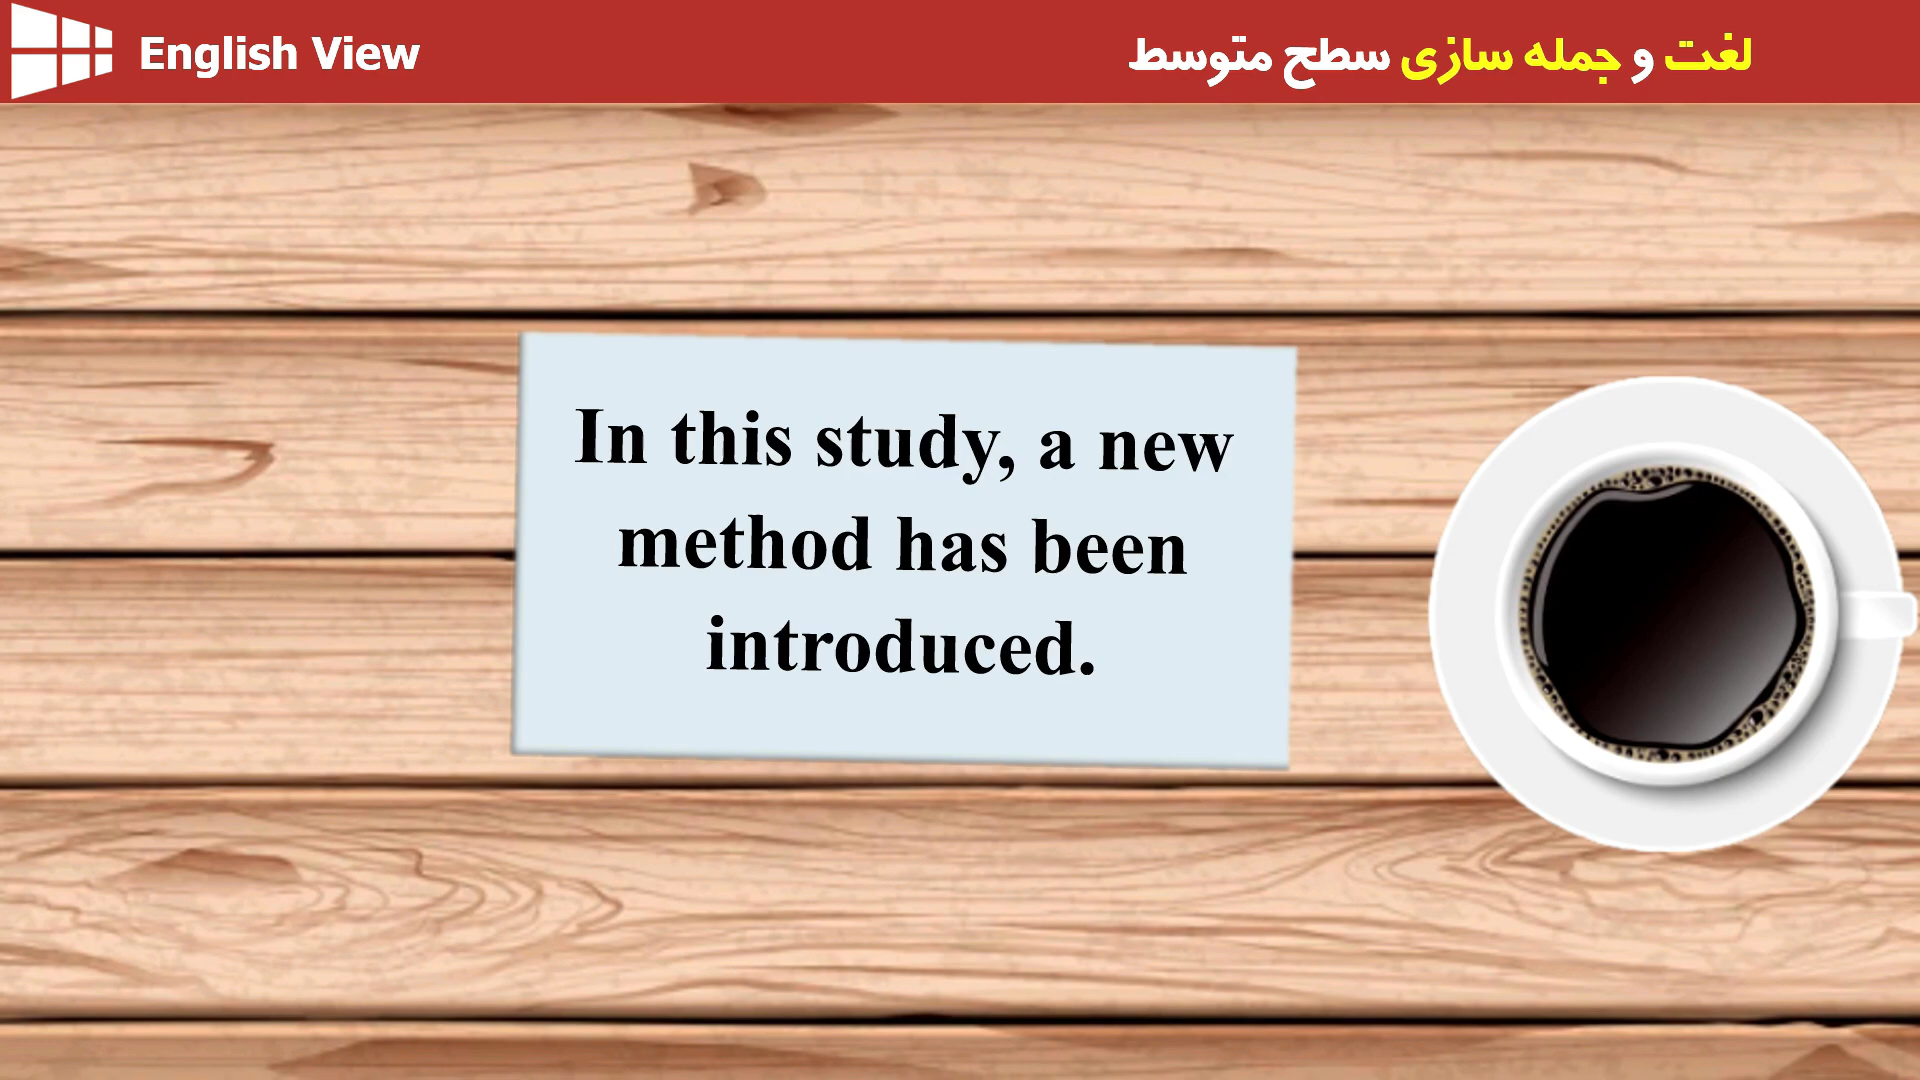 English View
لغت و جمله سازی سطح متوسط
In this study, a new
method has been
introduced.